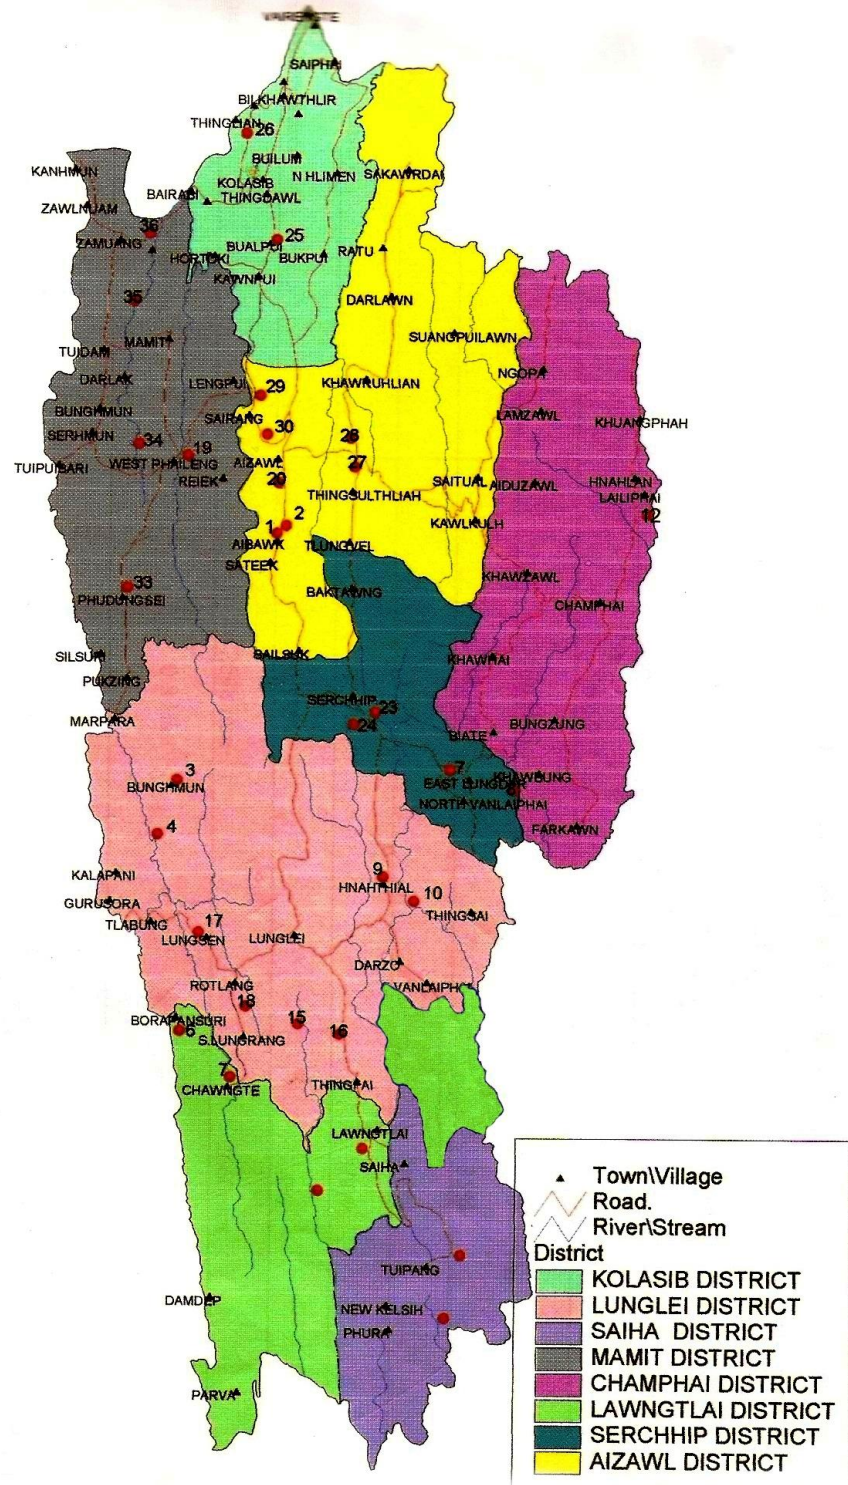 VAIRENGTE
SAIPHAI
BILKHAWTHLIR
THINGLIAN
26
BUILUM
KANHMUN
N HLIMEN
SAKAWRDAI
KOLASIB
BAIRABI
THINGDAWL
ZAWLNUAM
36
25
ZAMUANG
BUALPUI
RATU
HORTOKI
BUKPUI
KAWNPUI
35
DARLAWN
SUANGPUILAWN
MAMIT
TUIDAM
NGOPA
DARLAK
LENGPUI
KHAWRUHLIAN
29
BUNGHMUN
SAIRANG
LAMZAWL
KHUANGPHAH
SERHMUN
34
30
28
19
WEST PHAILENG
AIZAWL
27
TUIPUIBARI
REIEK
20
SAITUAL
AIDUZAWL
HNAHLAN
THINGSULTHLIAH
LAILIPHAI
12
1
2
KAWLKULH
AIBAWK
TLUNGVEL
SATEEK
33
KHAWZAWL
PHUDUNGSEI
BAKTAWNG
CHAMPHAI
SILSURI
SAILSUK
KHAWHAI
PUKZING
SERCHHIP
23
MARPARA
24
BIATE
BUNGZUNG
3
7
BUNGHMUN
EAST LUNGDAR
KHAWBUNG
NORTH VANLAIPHAI
4
FARKAWN
KALAPANI
9
HNAHTHIAL
10
GURUSORA
THINGSAI
TLABUNG
17
LUNGSEN
LUNGLEI
DARZO
ROTLANG
VANLAIPHAI
18
BORAPANSURI
6
15
16
S.LUNGRANG
7
CHAWNGTE
THINGFAI
LAWNGTLAI
SAIHA
TUIPANG
DAMDEP
NEW KELSIH
PHURA
PARVA
Town\Village
Road.
River\Stream
District
KOLASIB DISTRICT
LUNGLEI DISTRICT
SAIHA DISTRICT
MAMIT DISTRICT
CHAMPHAI DISTRICT
LAWNGTLAI DISTRICT
SERCHHIP DISTRICT
AIZAWL DISTRICT